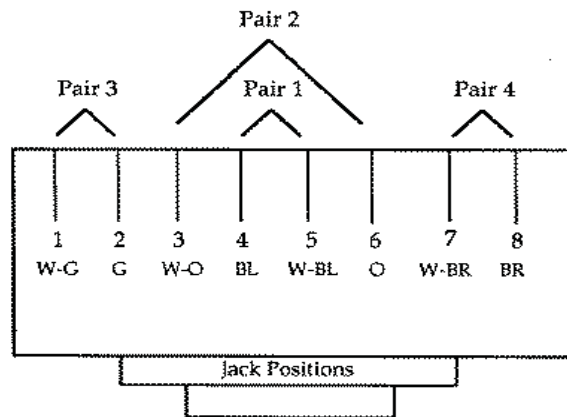 Pair 2
Pair 3 Pair 1 Pair 4
1 2 3 4 5 6 7 8
W-G G W-O BL W-BL O W-BR BR
Jack Positions